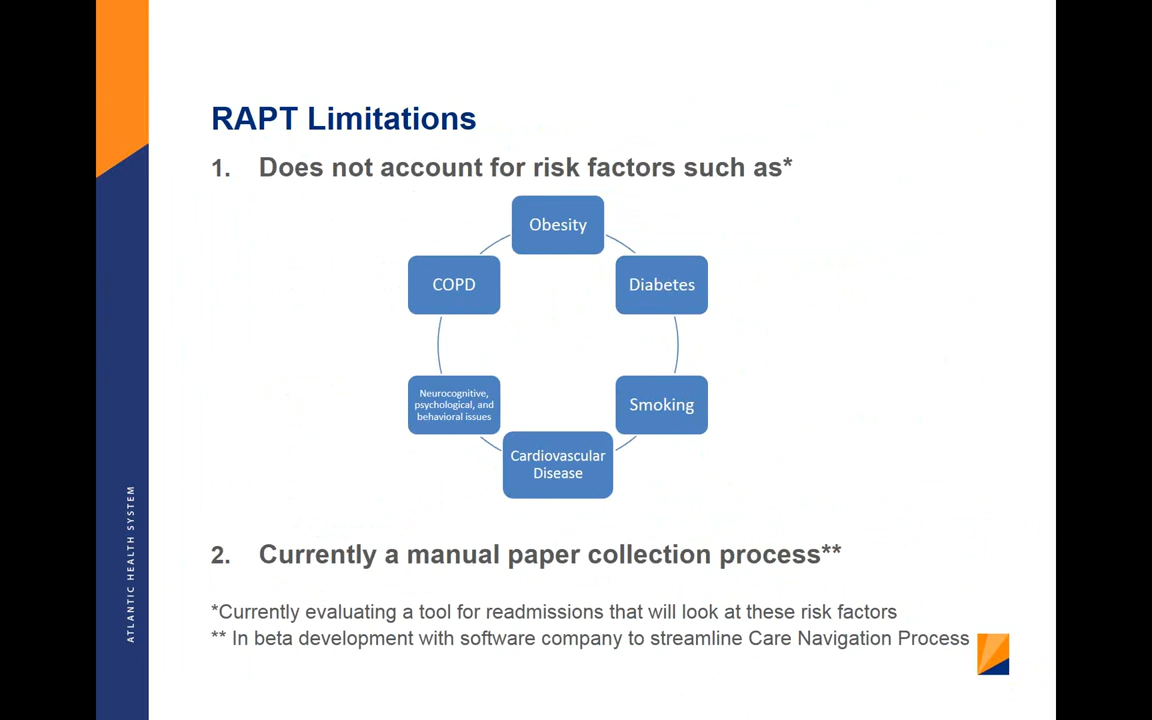 RAPT Limitations
1. Does not account for risk factors such as*
Obesity
Diabetes
Smoking
Cardiovascular
Disease
Neurocognitive,
psychological, and
behavioral issues
COPD
2. Currently a manual paper collection process**
*Currently evaluating a tool for readmissions that will look at these risk factors
** In beta development with software company to streamline Care Navigation Process
ATLANTIC HEALTH SYSTEM